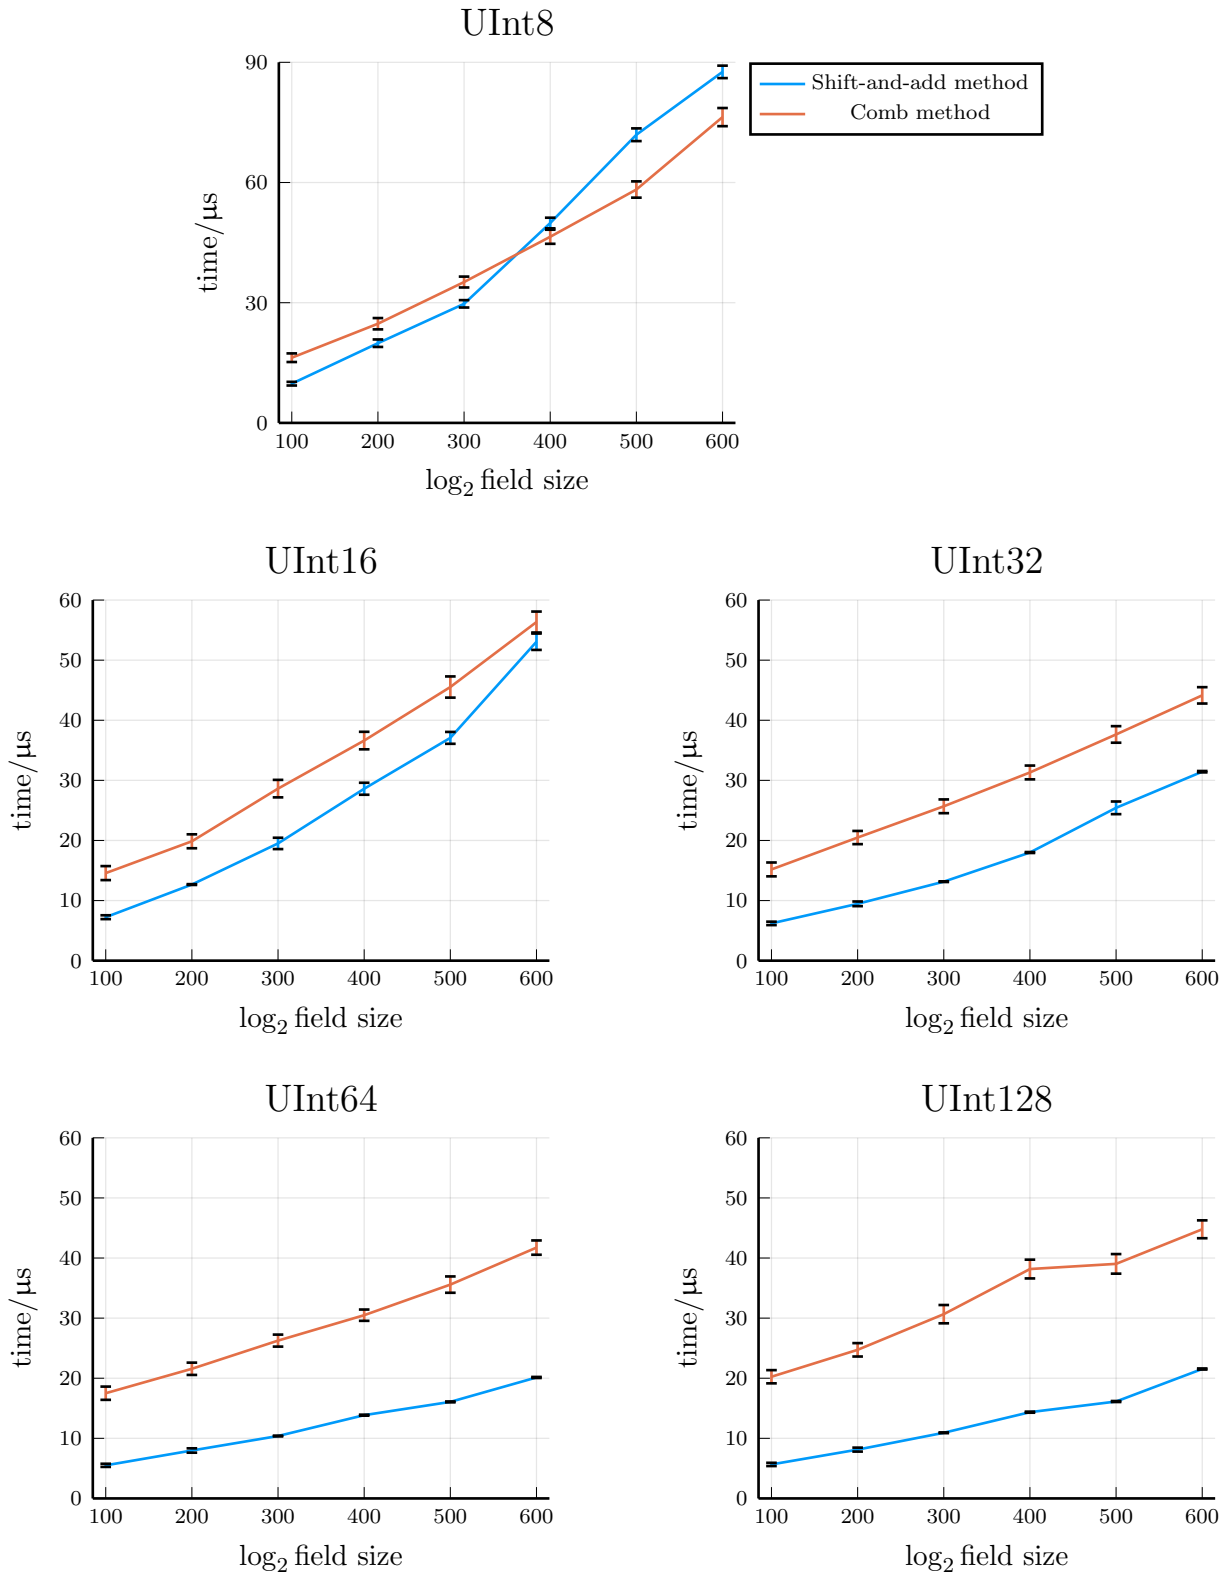 UInt8
90
60
30
0
time/µs
100 200 300 400 500 600
log₂ field size
Shift-and-add method
Comb method
UInt16
60
50
40
30
20
10
0
time/µs
100 200 300 400 500 600
log₂ field size
UInt32
60
50
40
30
20
10
0
time/µs
100 200 300 400 500 600
log₂ field size
UInt64
60
50
40
30
20
10
0
time/µs
100 200 300 400 500 600
log₂ field size
UInt128
60
50
40
30
20
10
0
time/µs
100 200 300 400 500 600
log₂ field size